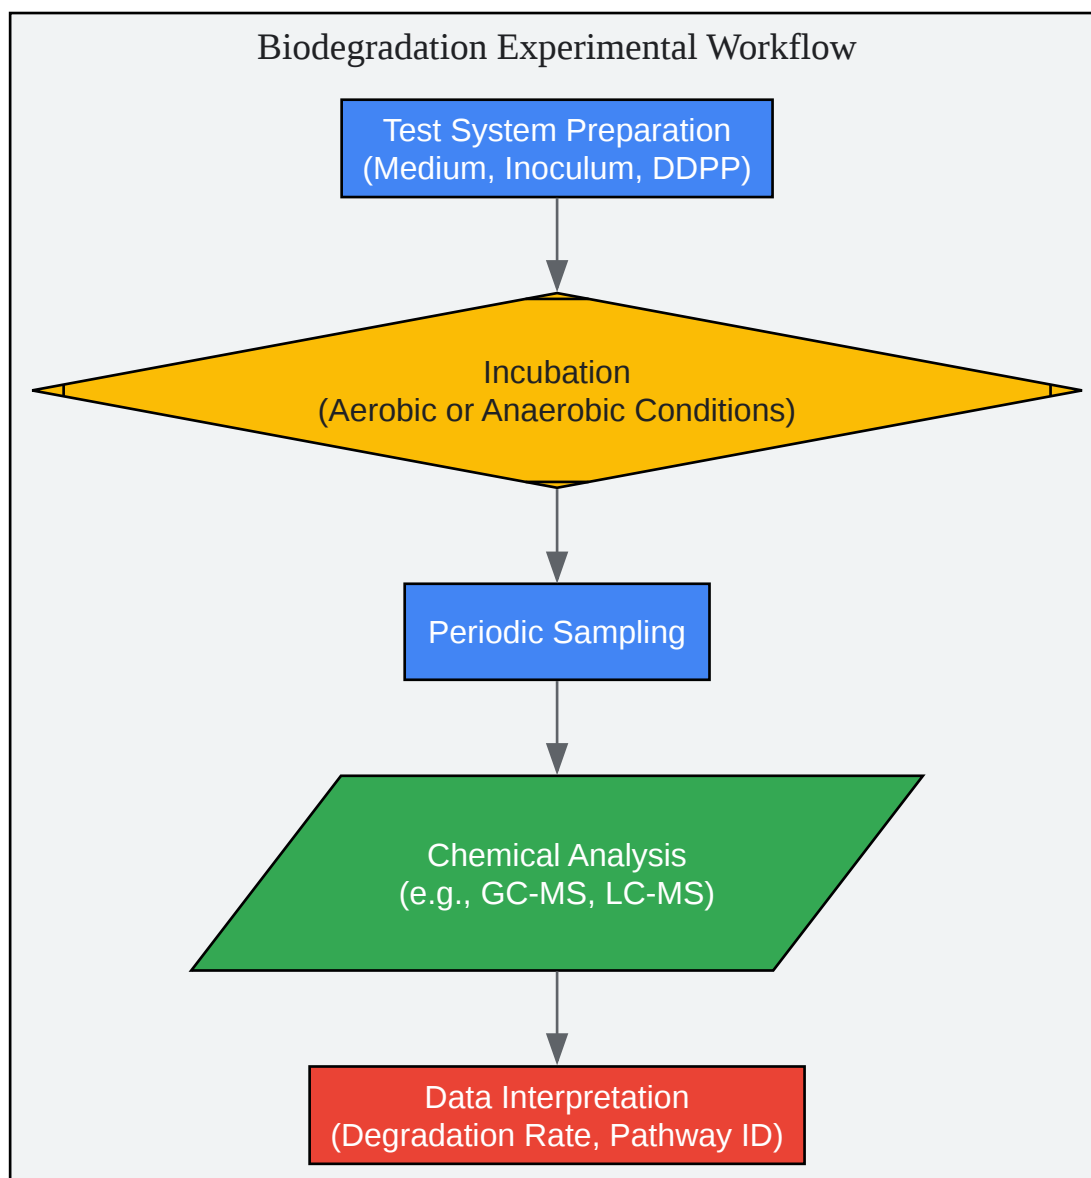 Biodegradation Experimental Workflow
Test System Preparation
(Medium, Inoculum, DDPP)
Incubation
(Aerobic or Anaerobic Conditions)
Periodic Sampling
Chemical Analysis
(e.g., GC-MS, LC-MS)
Data Interpretation
(Degradation Rate, Pathway ID)